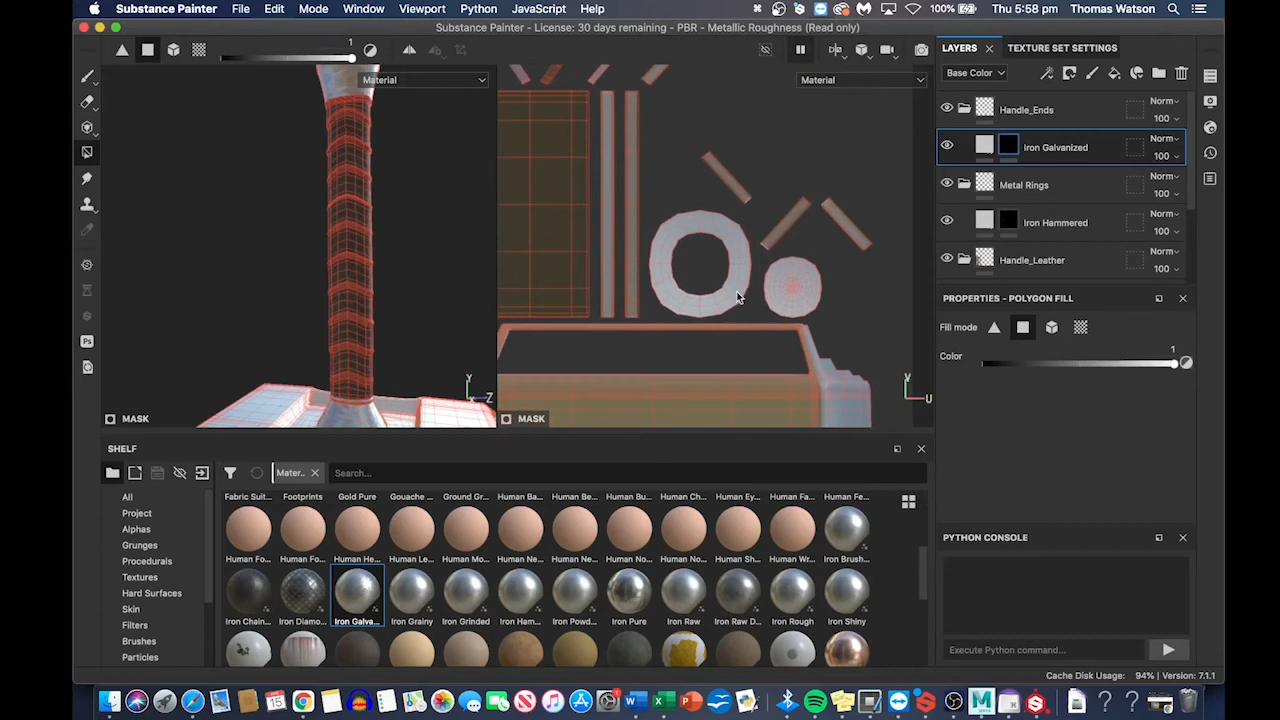 Substance Painter File Edit Mode Window Viewport Python JavaScript Help 100% Thu 5:58 pm Thomas Watson
Substance Painter - License: 30 days remaining - PBR - Metallic Roughness (Read only)
1
Material
Material
LAYERS
TEXTURE SET SETTINGS
Base Color
Handle_Ends Norm 100
Iron Galvanized Norm 100
Metal Rings Norm 100
Iron Hammered Norm 100
Handle_Leather Norm 100
PROPERTIES - POLYGON FILL
Fill mode
Color 1
Y
Z
V
U
MASK
MASK
SHELF
Mater..
Search...
All
Project
Alphas
Grunges
Procedurals
Textures
Hard Surfaces
Skin
Filters
Brushes
Particles
Fabric Suit... Footprints Gold Pure Gouache ... Ground Gr... Human Ba... Human Be... Human Bu... Human Ch... Human Ey... Human Fa... Human Fe...
Human Fo... Human Fo... Human He... Human Le... Human Mo... Human Ne... Human Ne... Human No... Human No... Human Sh... Human Wr... Iron Brush...
Iron Chain... Iron Diamo... Iron Galva... Iron Grainy Iron Grinded Iron Ham... Iron Powd... Iron Pure Iron Raw Iron Raw D... Iron Rough Iron Shiny
PYTHON CONSOLE
Execute Python command...
Cache Disk Usage: 94% | Version: 7.1.1